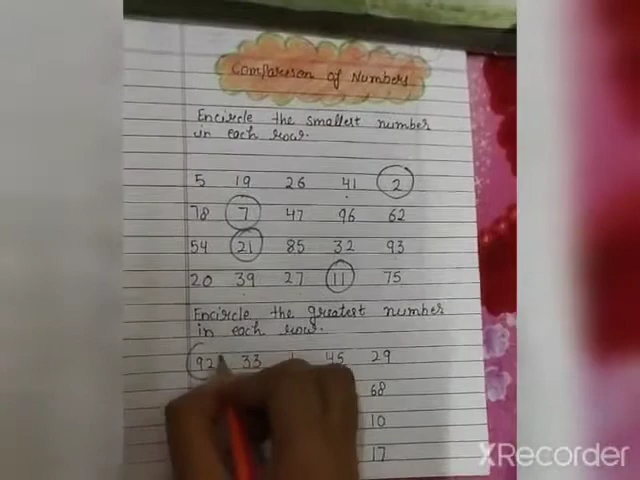 Comparison of Numbers
Encircle the smallest number
in each row.
5 19 26 41 2
78 7 47 96 62
54 21 85 32 93
20 39 27 11 75
Encircle the greatest number
in each row.
92 33 45 29
68
10
17
XRecorder